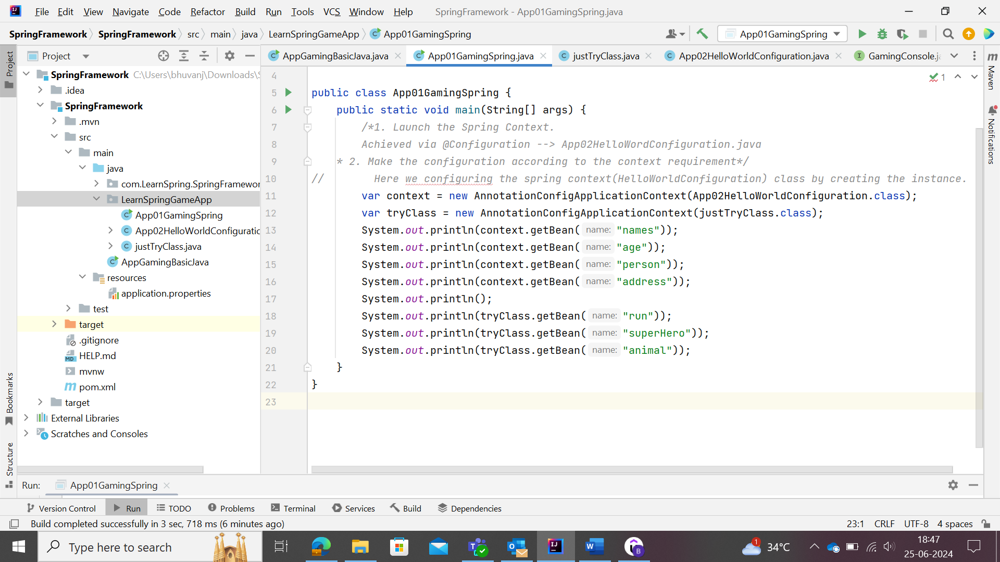 File Edit View Navigate Code Refactor Build Run Tools VCS Window Help SpringFramework - App01GamingSpring.java
SpringFramework SpringFramework src main java LearnSpringGameApp App01GamingSpring App01GamingSpring
Project
AppGamingBasicJava.java App01GamingSpring.java justTryClass.java App02HelloWorldConfiguration.java GamingConsole.ja
Project
Bookmarks
Structure
SpringFramework C:\Users\bhuvanj\Downloads\S
.idea
SpringFramework
.mvn
src
main
java
com.LearnSpring.SpringFramewor
LearnSpringGameApp
App01GamingSpring
App02HelloWorldConfiguratio
justTryClass.java
AppGamingBasicJava
resources
application.properties
test
target
.gitignore
HELP.md
mvnw
pom.xml
target
External Libraries
Scratches and Consoles
1
4
5 public class App01GamingSpring {
6 public static void main(String[] args) {
7 /*1. Launch the Spring Context.
8 Achieved via @Configuration --> App02HelloWordConfiguration.java
9 * 2. Make the configuration according to the context requirement*/
10 // Here we configuring the spring context(HelloWorldConfiguration) class by creating the instance.
11 var context = new AnnotationConfigApplicationContext(App02HelloWorldConfiguration.class);
12 var tryClass = new AnnotationConfigApplicationContext(justTryClass.class);
13 System.out.println(context.getBean( name: "names"));
14 System.out.println(context.getBean( name: "age"));
15 System.out.println(context.getBean( name: "person"));
16 System.out.println(context.getBean( name: "address"));
17 System.out.println();
18 System.out.println(tryClass.getBean( name: "run"));
19 System.out.println(tryClass.getBean( name: "superHero"));
20 System.out.println(tryClass.getBean( name: "animal"));
21 }
22 }
23
m Maven
Notifications
Run: App01GamingSpring
Version Control Run TODO Problems Terminal Services Build Dependencies
Build completed successfully in 3 sec, 718 ms (6 minutes ago) 23:1 CRLF UTF-8 4 spaces
Type here to search
1 34°C
18:47
25-06-2024